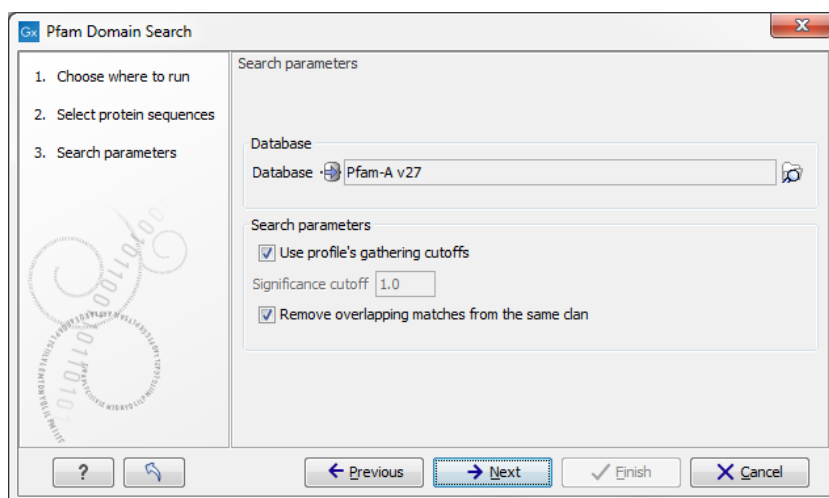 Gx Pfam Domain Search
1. Choose where to run
2. Select protein sequences
3. Search parameters
Search parameters
Database
Database Pfam-A v27
Search parameters
Use profile's gathering cutoffs
Significance cutoff 1.0
Remove overlapping matches from the same clan
? Previous Next Finish Cancel